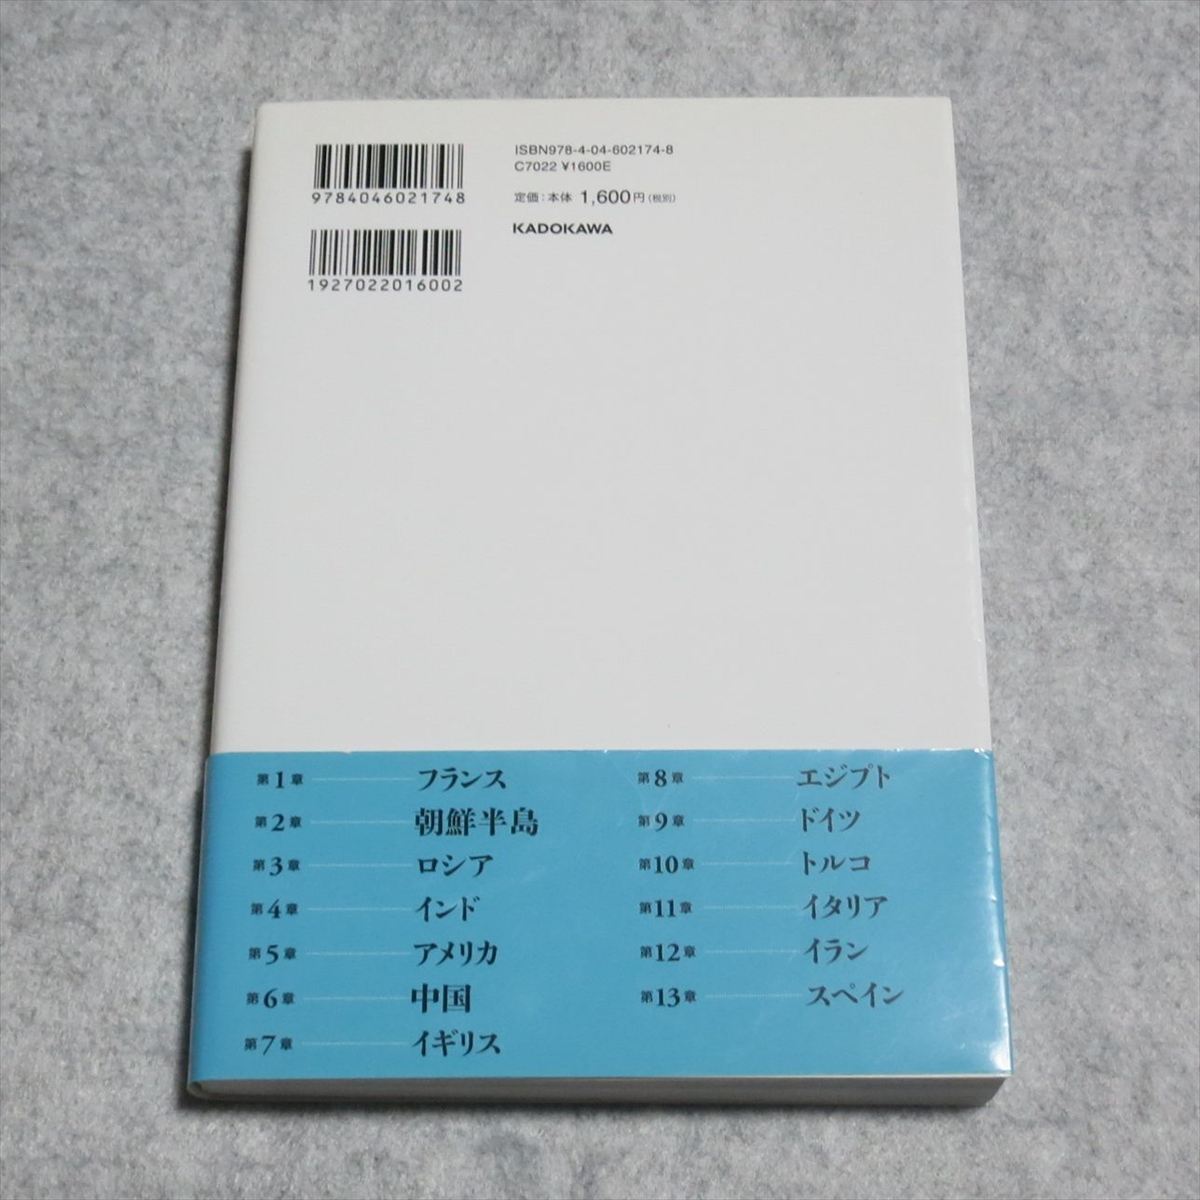 9784046021748
1927022016002
ISBN978-4-04-602174-8
C7022 ¥1600E
定価:本体 1,600円(税別)
KADOKAWA
第1章 フランス
第2章 朝鮮半島
第3章 ロシア
第4章 インド
第5章 アメリカ
第6章 中国
第7章 イギリス
第8章 エジプト
第9章 ドイツ
第10章 トルコ
第11章 イタリア
第12章 イラン
第13章 スペイン